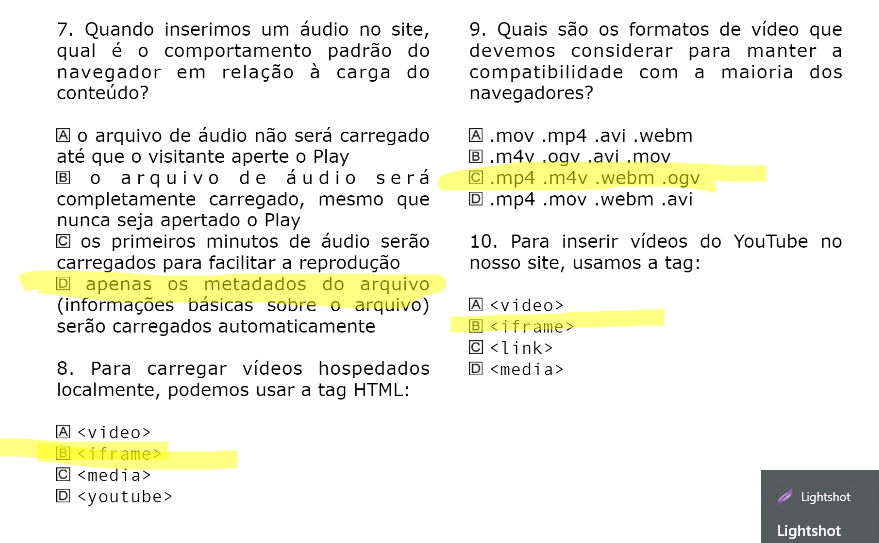 7. Quando inserimos um áudio no site,
qual é o comportamento padrão do
navegador em relação à carga do
conteúdo?
A o arquivo de áudio não será carregado
até que o visitante aperte o Play
B o arquivo de áudio será
completamente carregado, mesmo que
nunca seja apertado o Play
C os primeiros minutos de áudio serão
carregados para facilitar a reprodução
D apenas os metadados do arquivo
(informações básicas sobre o arquivo)
serão carregados automaticamente
8. Para carregar vídeos hospedados
localmente, podemos usar a tag HTML:
A <video>
B <iframe>
C <media>
D <youtube>
9. Quais são os formatos de vídeo que
devemos considerar para manter a
compatibilidade com a maioria dos
navegadores?
A .mov .mp4 .avi .webm
B .m4v .ogv .avi .mov
C .mp4 .m4v .webm .ogv
D .mp4 .mov .webm .avi
10. Para inserir vídeos do YouTube no
nosso site, usamos a tag:
A <video>
B <iframe>
C <link>
D <media>
Lightshot
Lightshot